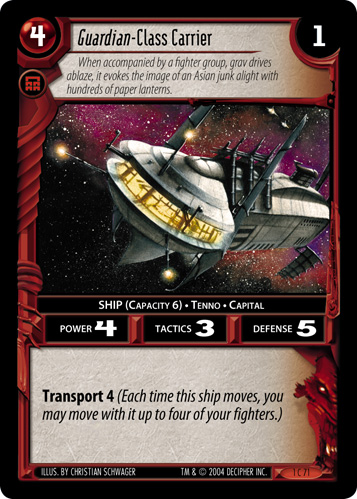 4 Guardian-Class Carrier 1
When accompanied by a fighter group, grav drives
ablaze, it evokes the image of an Asian junk alight with
hundreds of paper lanterns.
SHIP (CAPACITY 6) • TENNO • CAPITAL
POWER 4 TACTICS 3 DEFENSE 5
Transport 4 (Each time this ship moves, you
may move with it up to four of your fighters.)
ILLUS. BY CHRISTIAN SCHWAGER TM & © 2004 DECIPHER INC. 1 C 71